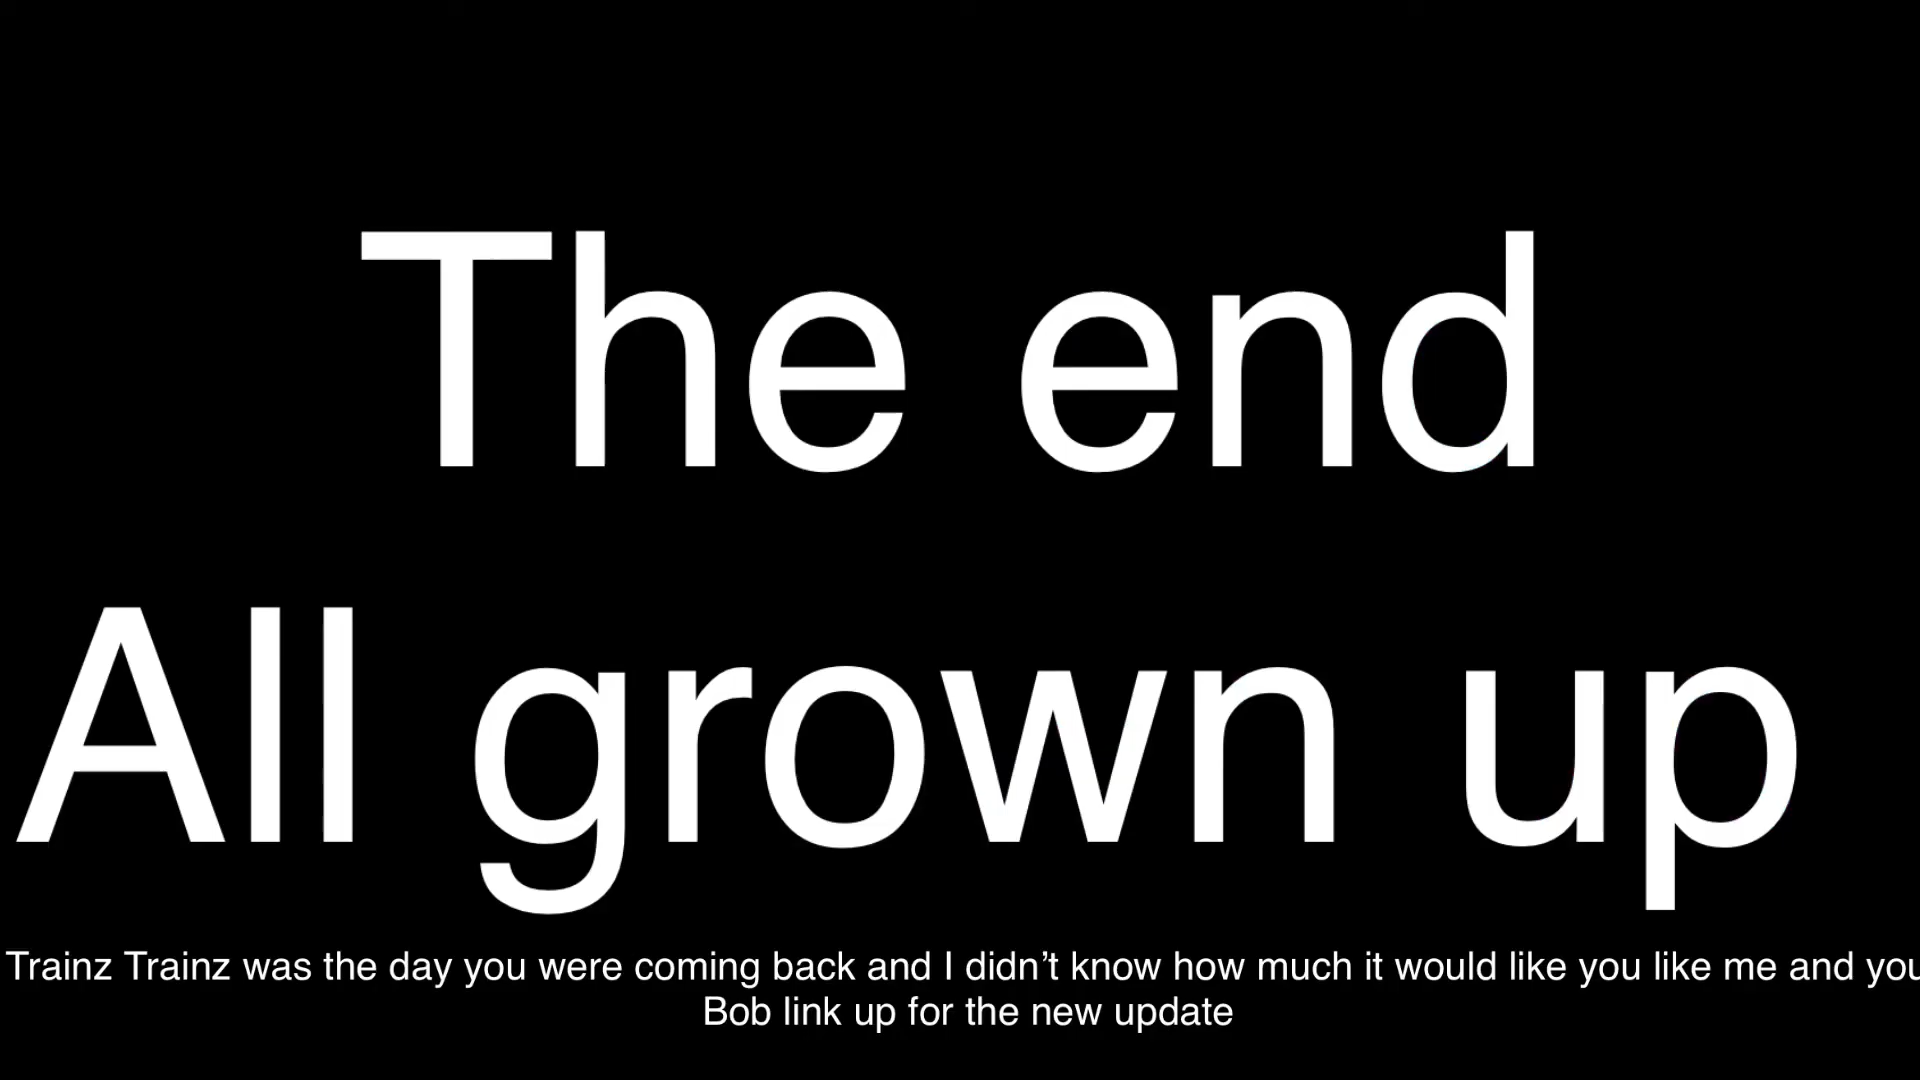 The end
All grown up
Trainz Trainz was the day you were coming back and I didn’t know how much it would like you like me and you
Bob link up for the new update